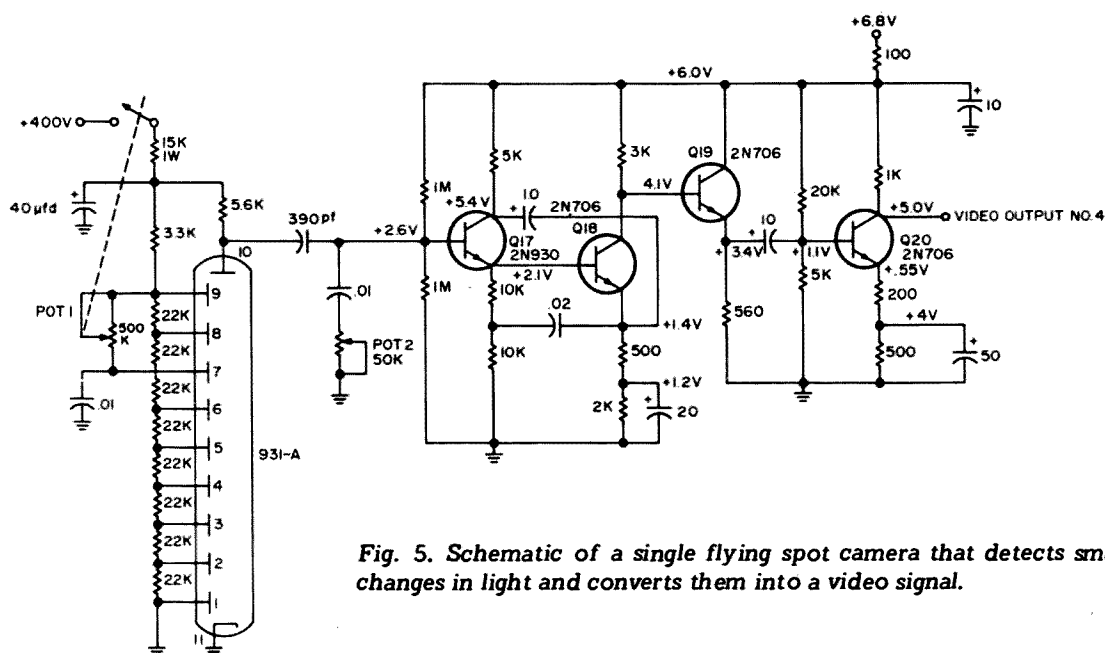 +6.8V
100
+6.0V
+
10
+400V
15K
1W
40μfd
+
5.6K
3.3K
390pf
+2.6V
1M
1M
5K
+5.4V
+
10
Q17
2N930
+2.1V
10K
10K
.02
2N706
Q18
3K
+1.4V
500
+1.2V
2K
+
20
4.1V
Q19
2N706
+
10
+3.4V
560
20K
+1.1V
5K
1K
+5.0V
VIDEO OUTPUT NO.4
Q20
2N706
+.55V
200
+4V
500
+
50
.01
POT2
50K
10
POT1
500
K
.01
9
22K
8
22K
7
22K
6
22K
5
22K
4
22K
3
22K
2
22K
1
11
931-A
Fig. 5. Schematic of a single flying spot camera that detects sm
changes in light and converts them into a video signal.